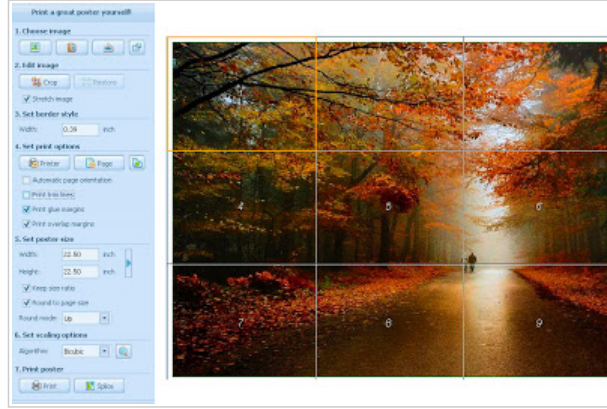 Print a great poster yourself!
1. Choose image
2. Edit image
Crop
Restore
Stretch image
3. Set border style
Width: 0.39 inch
4. Set print options
Printer Page
Automatic page orientation
Print trim lines
Print glue margins
Print overlap margins
5. Set poster size
Width: 22.50 inch
Height: 22.50 inch
Keep size ratio
Round to page size
Round mode: Up
6. Set scaling options
Algorithm: Bicubic
7. Print poster
Print Splice
4 5 6
7 8 9